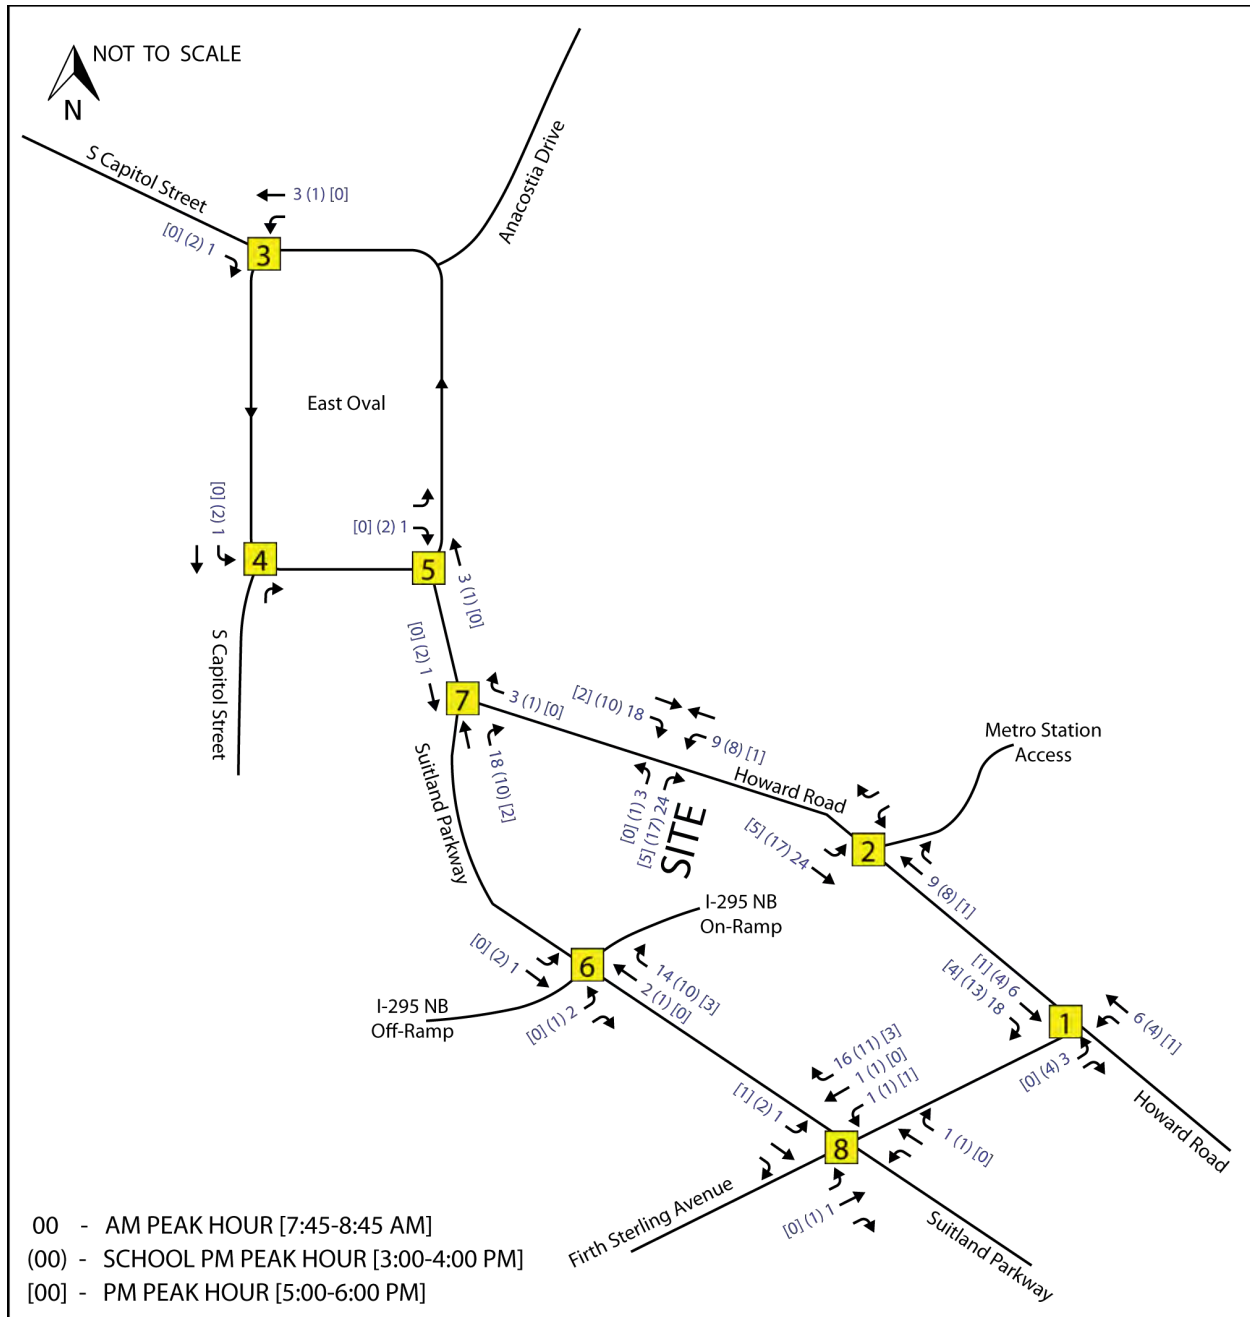 NOT TO SCALE
N
S Capitol Street
Anacostia Drive
3 (1) [0]
[0] (2) 1
3
East Oval
[0] (2) 1
[0] (2) 1
4
5
3 (1) [0]
S Capitol Street
[0] (2) 1
7
3 (1) [0]
[2] (10) 18
9 (8) [1]
Metro Station
Access
Suitland Parkway
18 (10) [2]
[0] (1) 3
[5] (17) 24
SITE
Howard Road
[5] (17) 24
2
9 (8) [1]
I-295 NB
On-Ramp
[0] (2) 1
6
14 (10) [3]
2 (1) [0]
I-295 NB
Off-Ramp
[0] (1) 2
[1] (4) 6
[4] (13) 18
1
6 (4) [1]
[0] (4) 3
Howard Road
16 (11) [3]
1 (1) [0]
1 (1) [1]
[1] (2) 1
8
1 (1) [0]
[0] (1) 1
Firth Sterling Avenue
Suitland Parkway
00 - AM PEAK HOUR [7:45-8:45 AM]
(00) - SCHOOL PM PEAK HOUR [3:00-4:00 PM]
[00] - PM PEAK HOUR [5:00-6:00 PM]